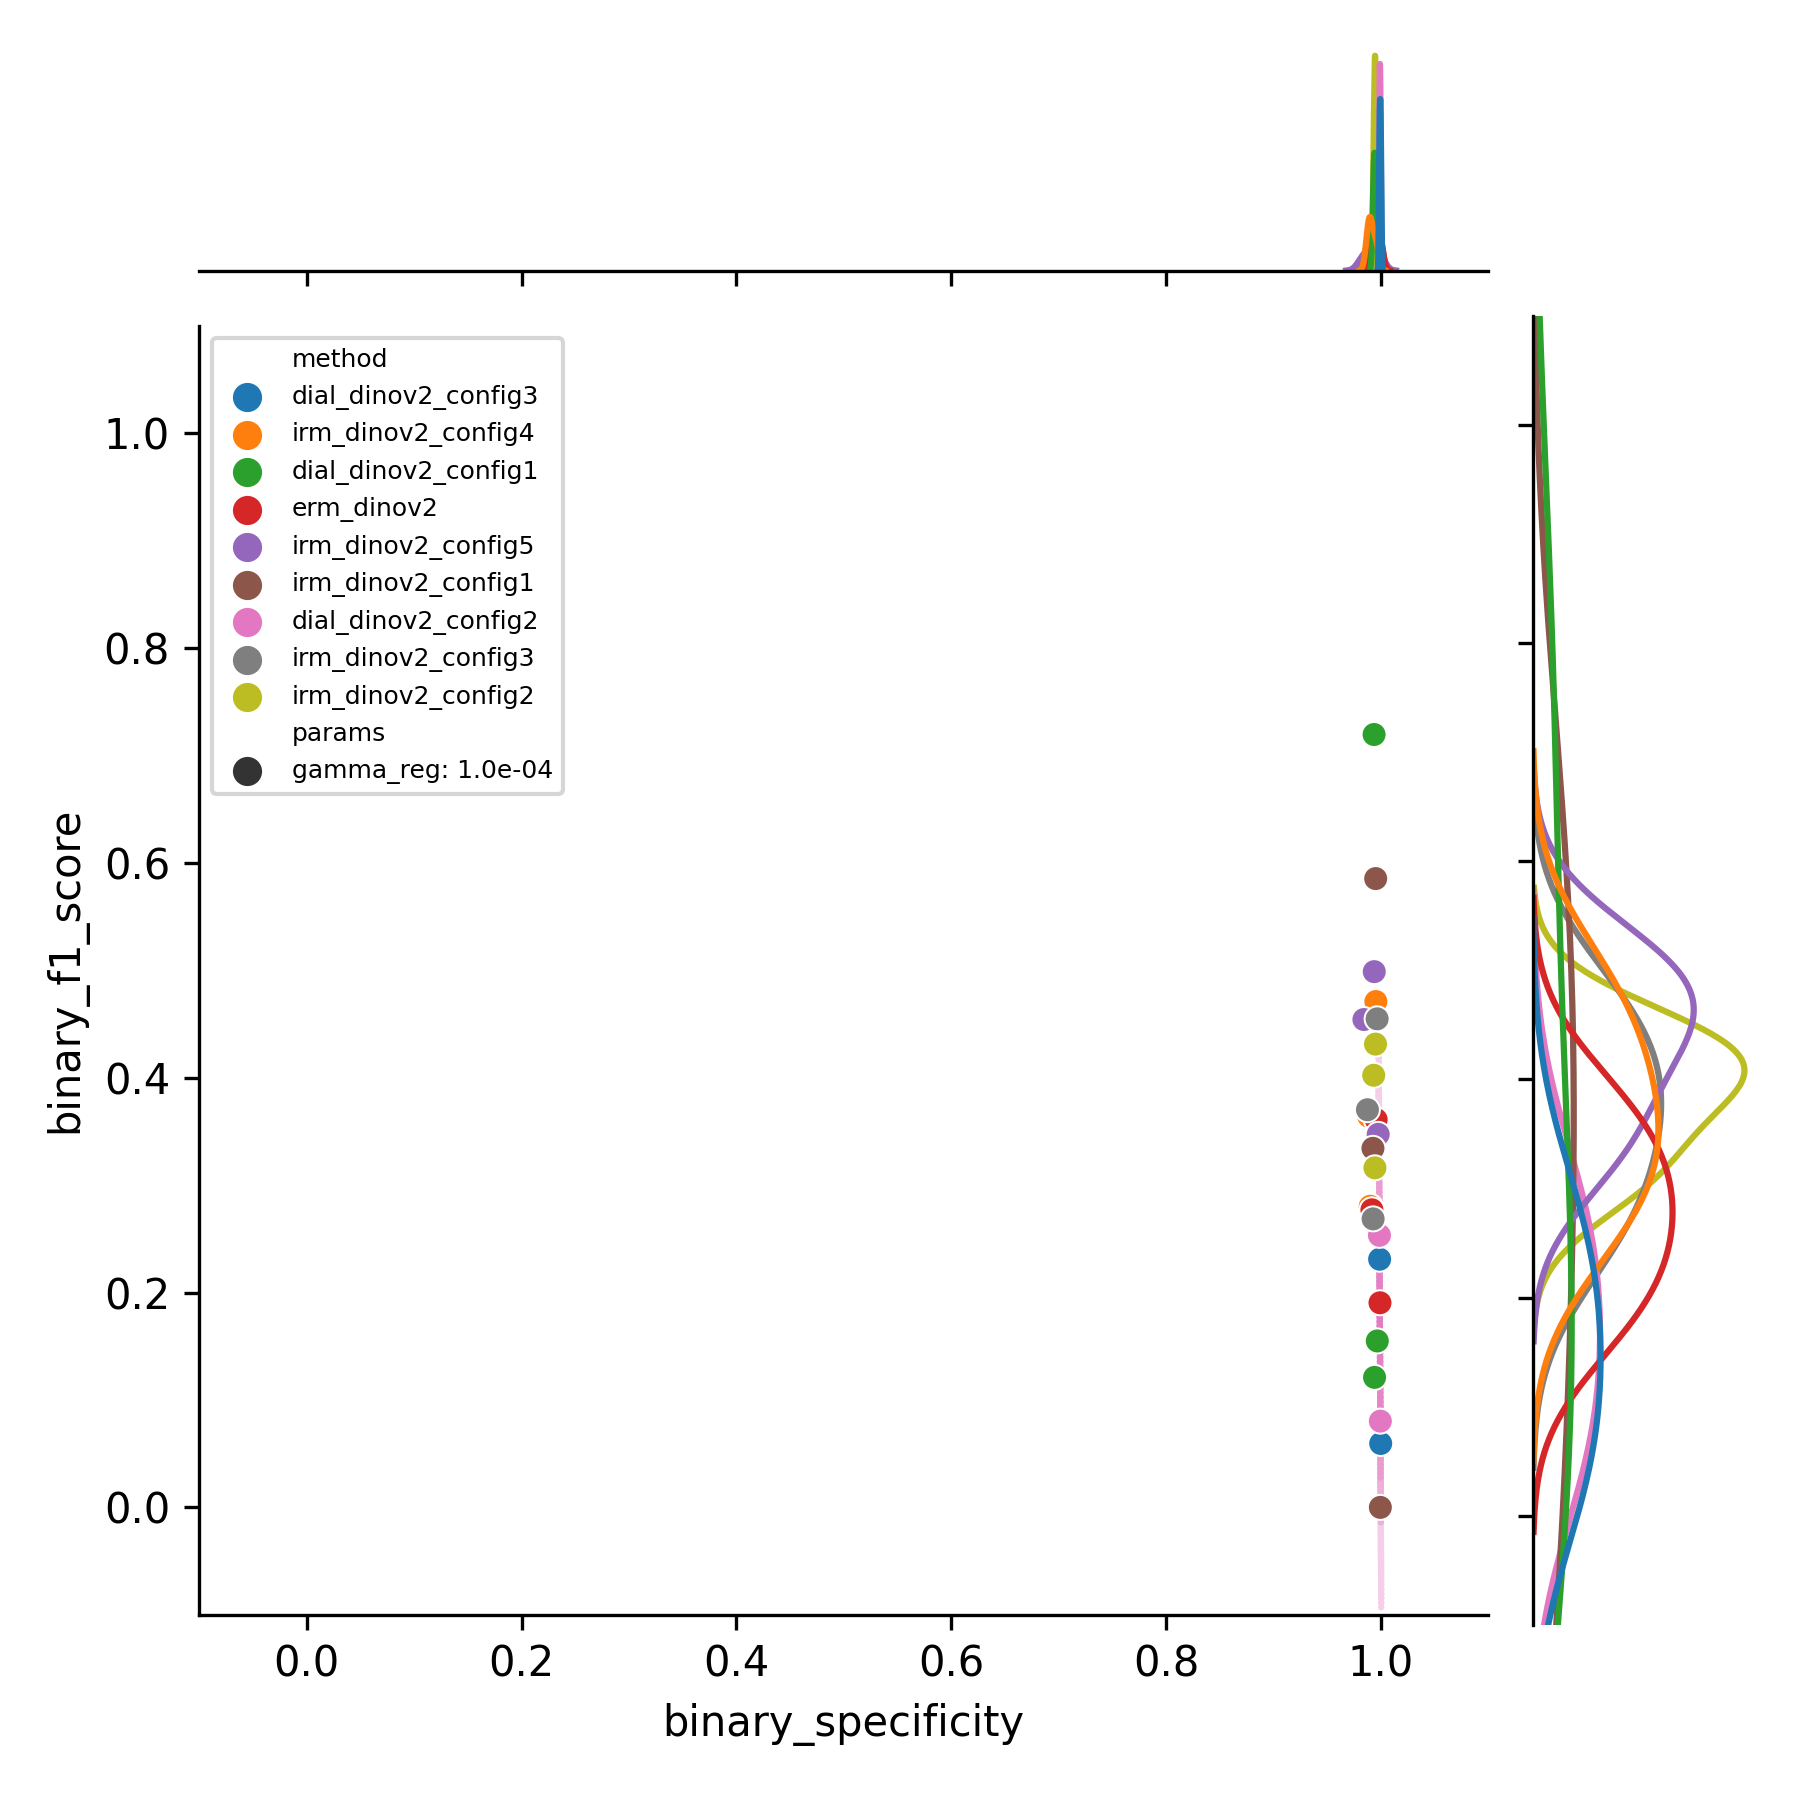 method
dial_dinov2_config3
irm_dinov2_config4
dial_dinov2_config1
erm_dinov2
irm_dinov2_config5
irm_dinov2_config1
dial_dinov2_config2
irm_dinov2_config3
irm_dinov2_config2
params
gamma_reg: 1.0e-04
1.0
0.8
0.6
0.4
0.2
0.0
binary_f1_score
0.0 0.2 0.4 0.6 0.8 1.0
binary_specificity